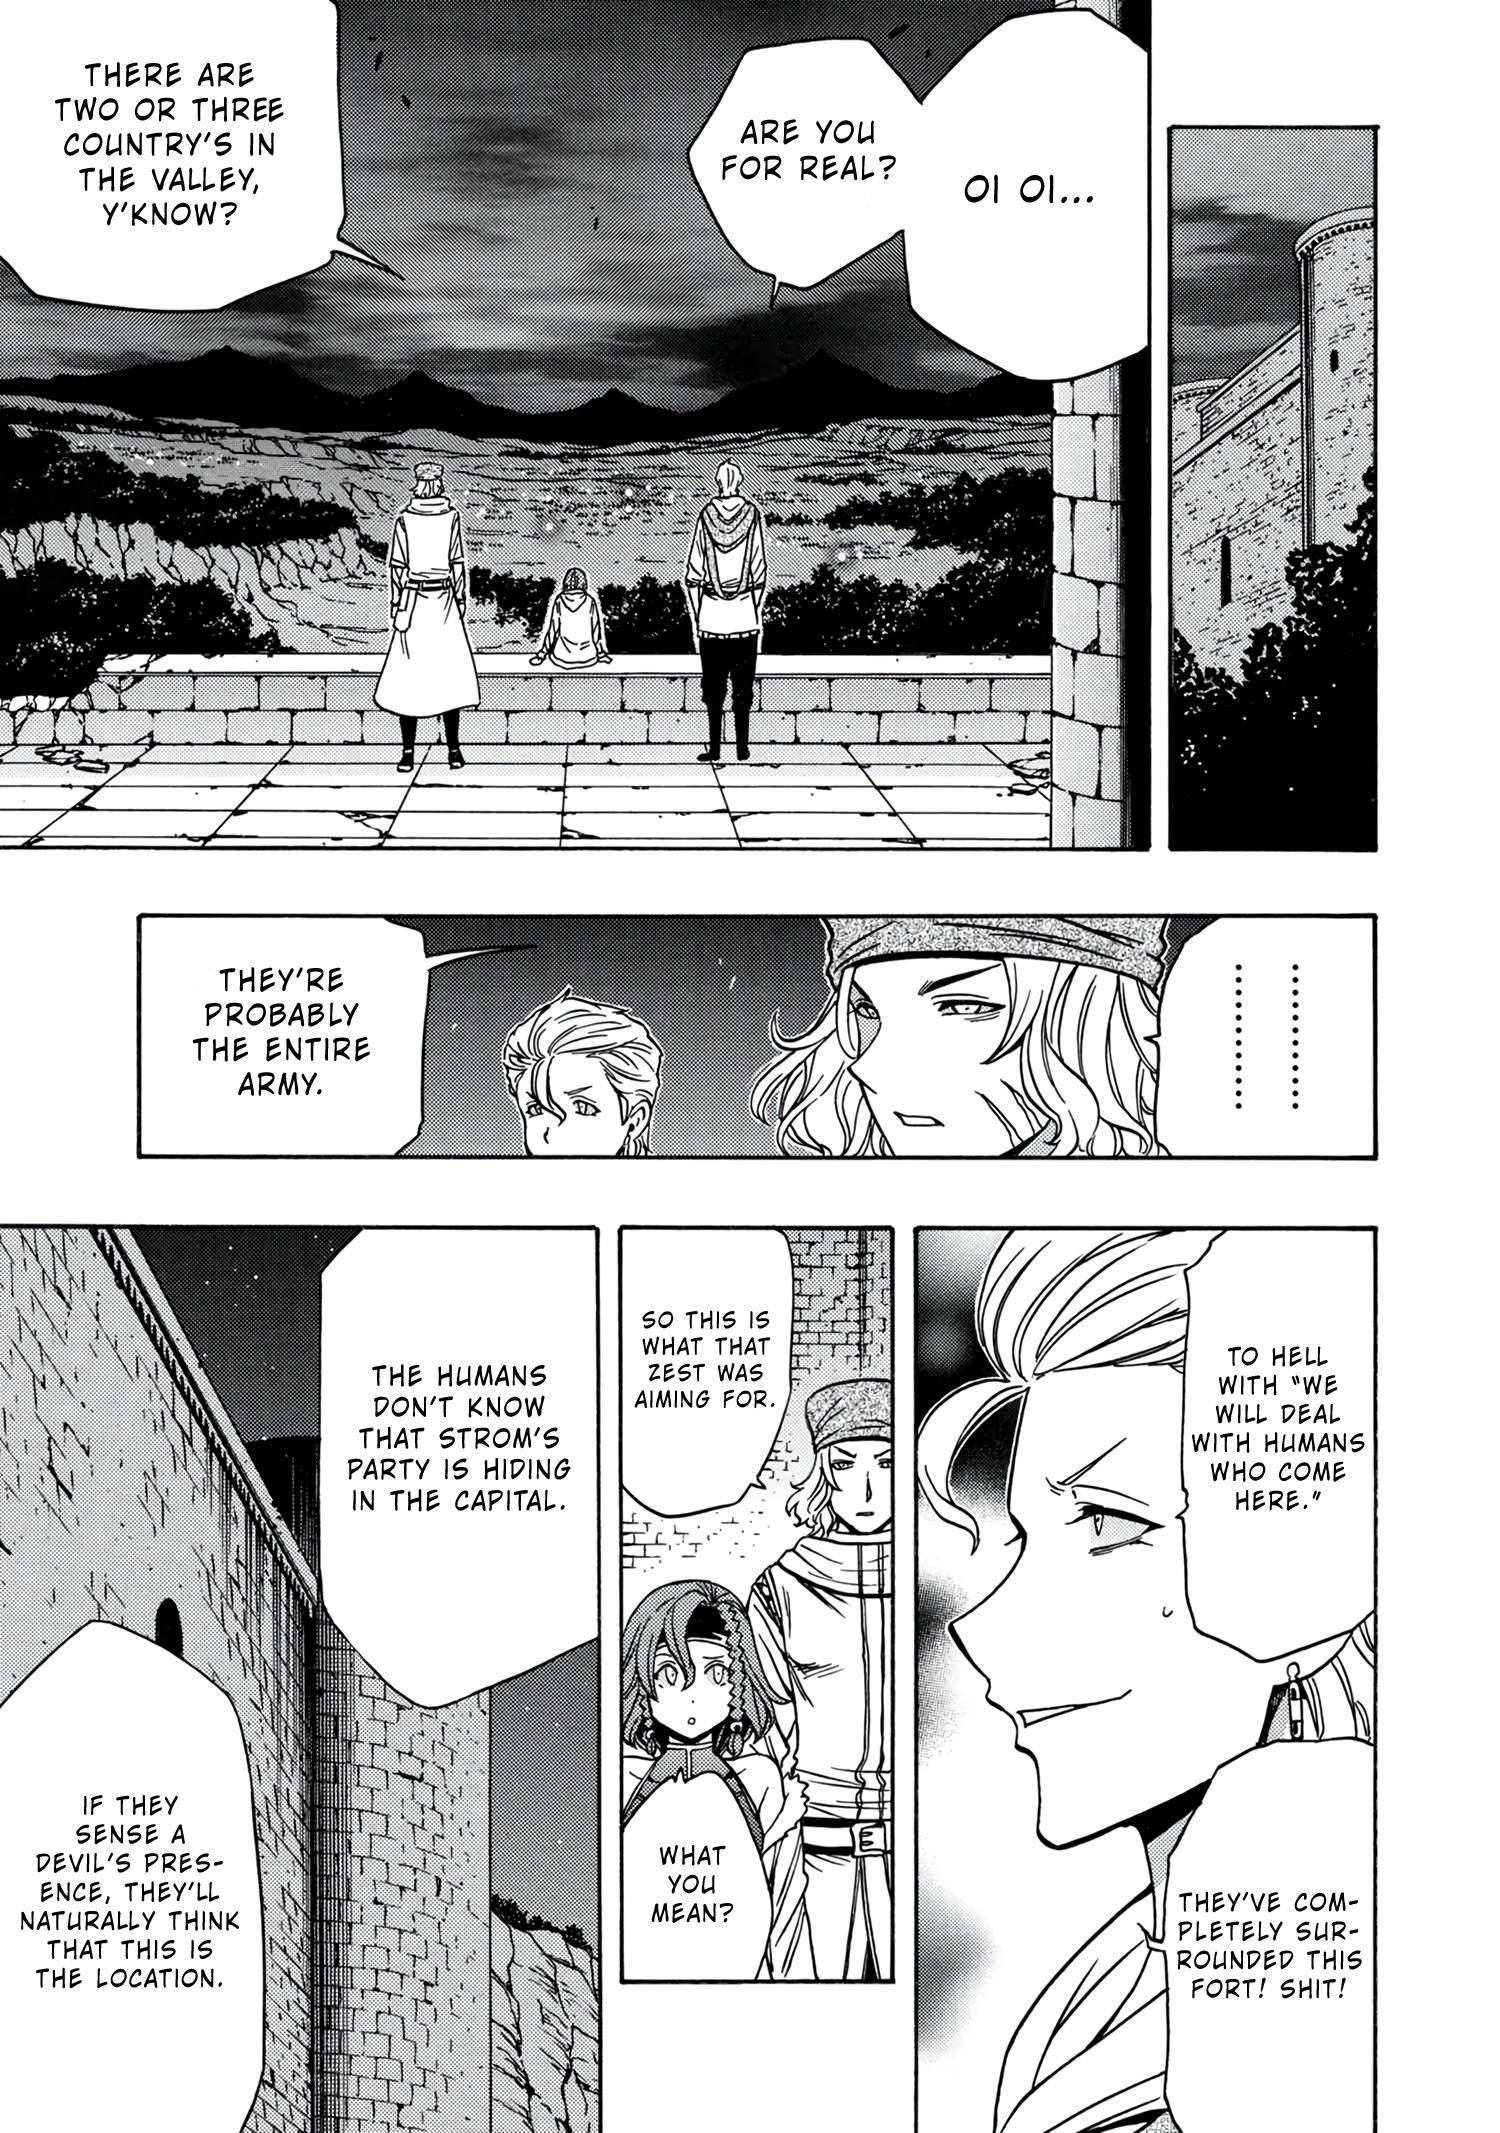 OI OI...
ARE YOU
FOR REAL?
THERE ARE
TWO OR THREE
COUNTRY'S IN
THE VALLEY,
Y'KNOW?
.........
.........
THEY'RE
PROBABLY
THE ENTIRE
ARMY.
TO HELL
WITH "WE
WILL DEAL
WITH HUMANS
WHO COME
HERE."
THEY'VE COM-
PLETELY SUR-
ROUNDED THIS
FORT! SHIT!
SO THIS IS
WHAT THAT
ZEST WAS
AIMING FOR.
WHAT
YOU
MEAN?
THE HUMANS
DON'T KNOW
THAT STROM'S
PARTY IS HIDING
IN THE CAPITAL.
IF THEY
SENSE A
DEVIL'S PRES-
ENCE, THEY'LL
NATURALLY THINK
THAT THIS IS
THE LOCATION.